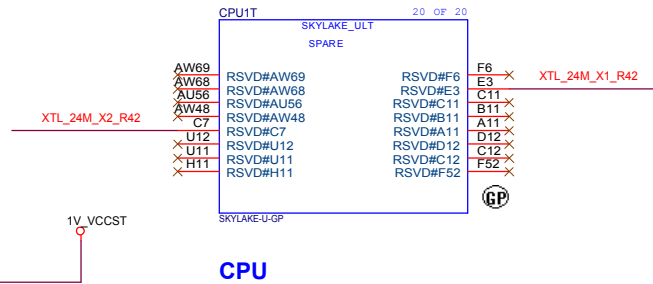 CPU1T 20 OF 20
SKYLAKE_ULT
SPARE
AW69 RSVD#AW69 RSVD#F6 F6
AW68 RSVD#AW68 RSVD#E3 E3 XTL_24M_X1_R42
AU56 RSVD#AU56 RSVD#C11 C11
AW48 RSVD#AW48 RSVD#B11 B11
XTL_24M_X2_R42 C7 RSVD#C7 RSVD#A11 A11
U12 RSVD#U12 RSVD#D12 D12
U11 RSVD#U11 RSVD#C12 C12
H11 RSVD#H11 RSVD#F52 F52
GP
SKYLAKE-U-GP
1V_VCCST
CPU